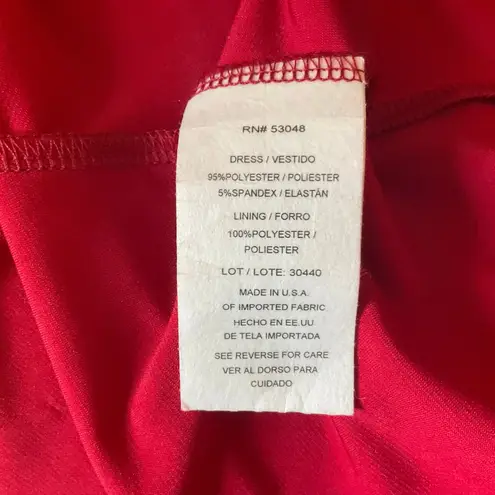 RN# 53048
DRESS / VESTIDO
95%POLYESTER / POLIESTER
5%SPANDEX / ELASTÁN
LINING / FORRO
100%POLYESTER /
POLIESTER
LOT / LOTE: 30440
MADE IN U.S.A.
OF IMPORTED FABRIC
HECHO EN EE.UU
DE TELA IMPORTADA
SEE REVERSE FOR CARE
VER AL DORSO PARA
CUIDADO